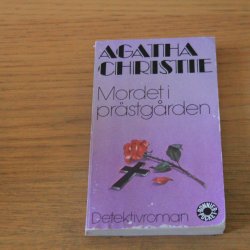 AGATHA
CHRISTIE
Mordet i
prästgården
Detektivroman